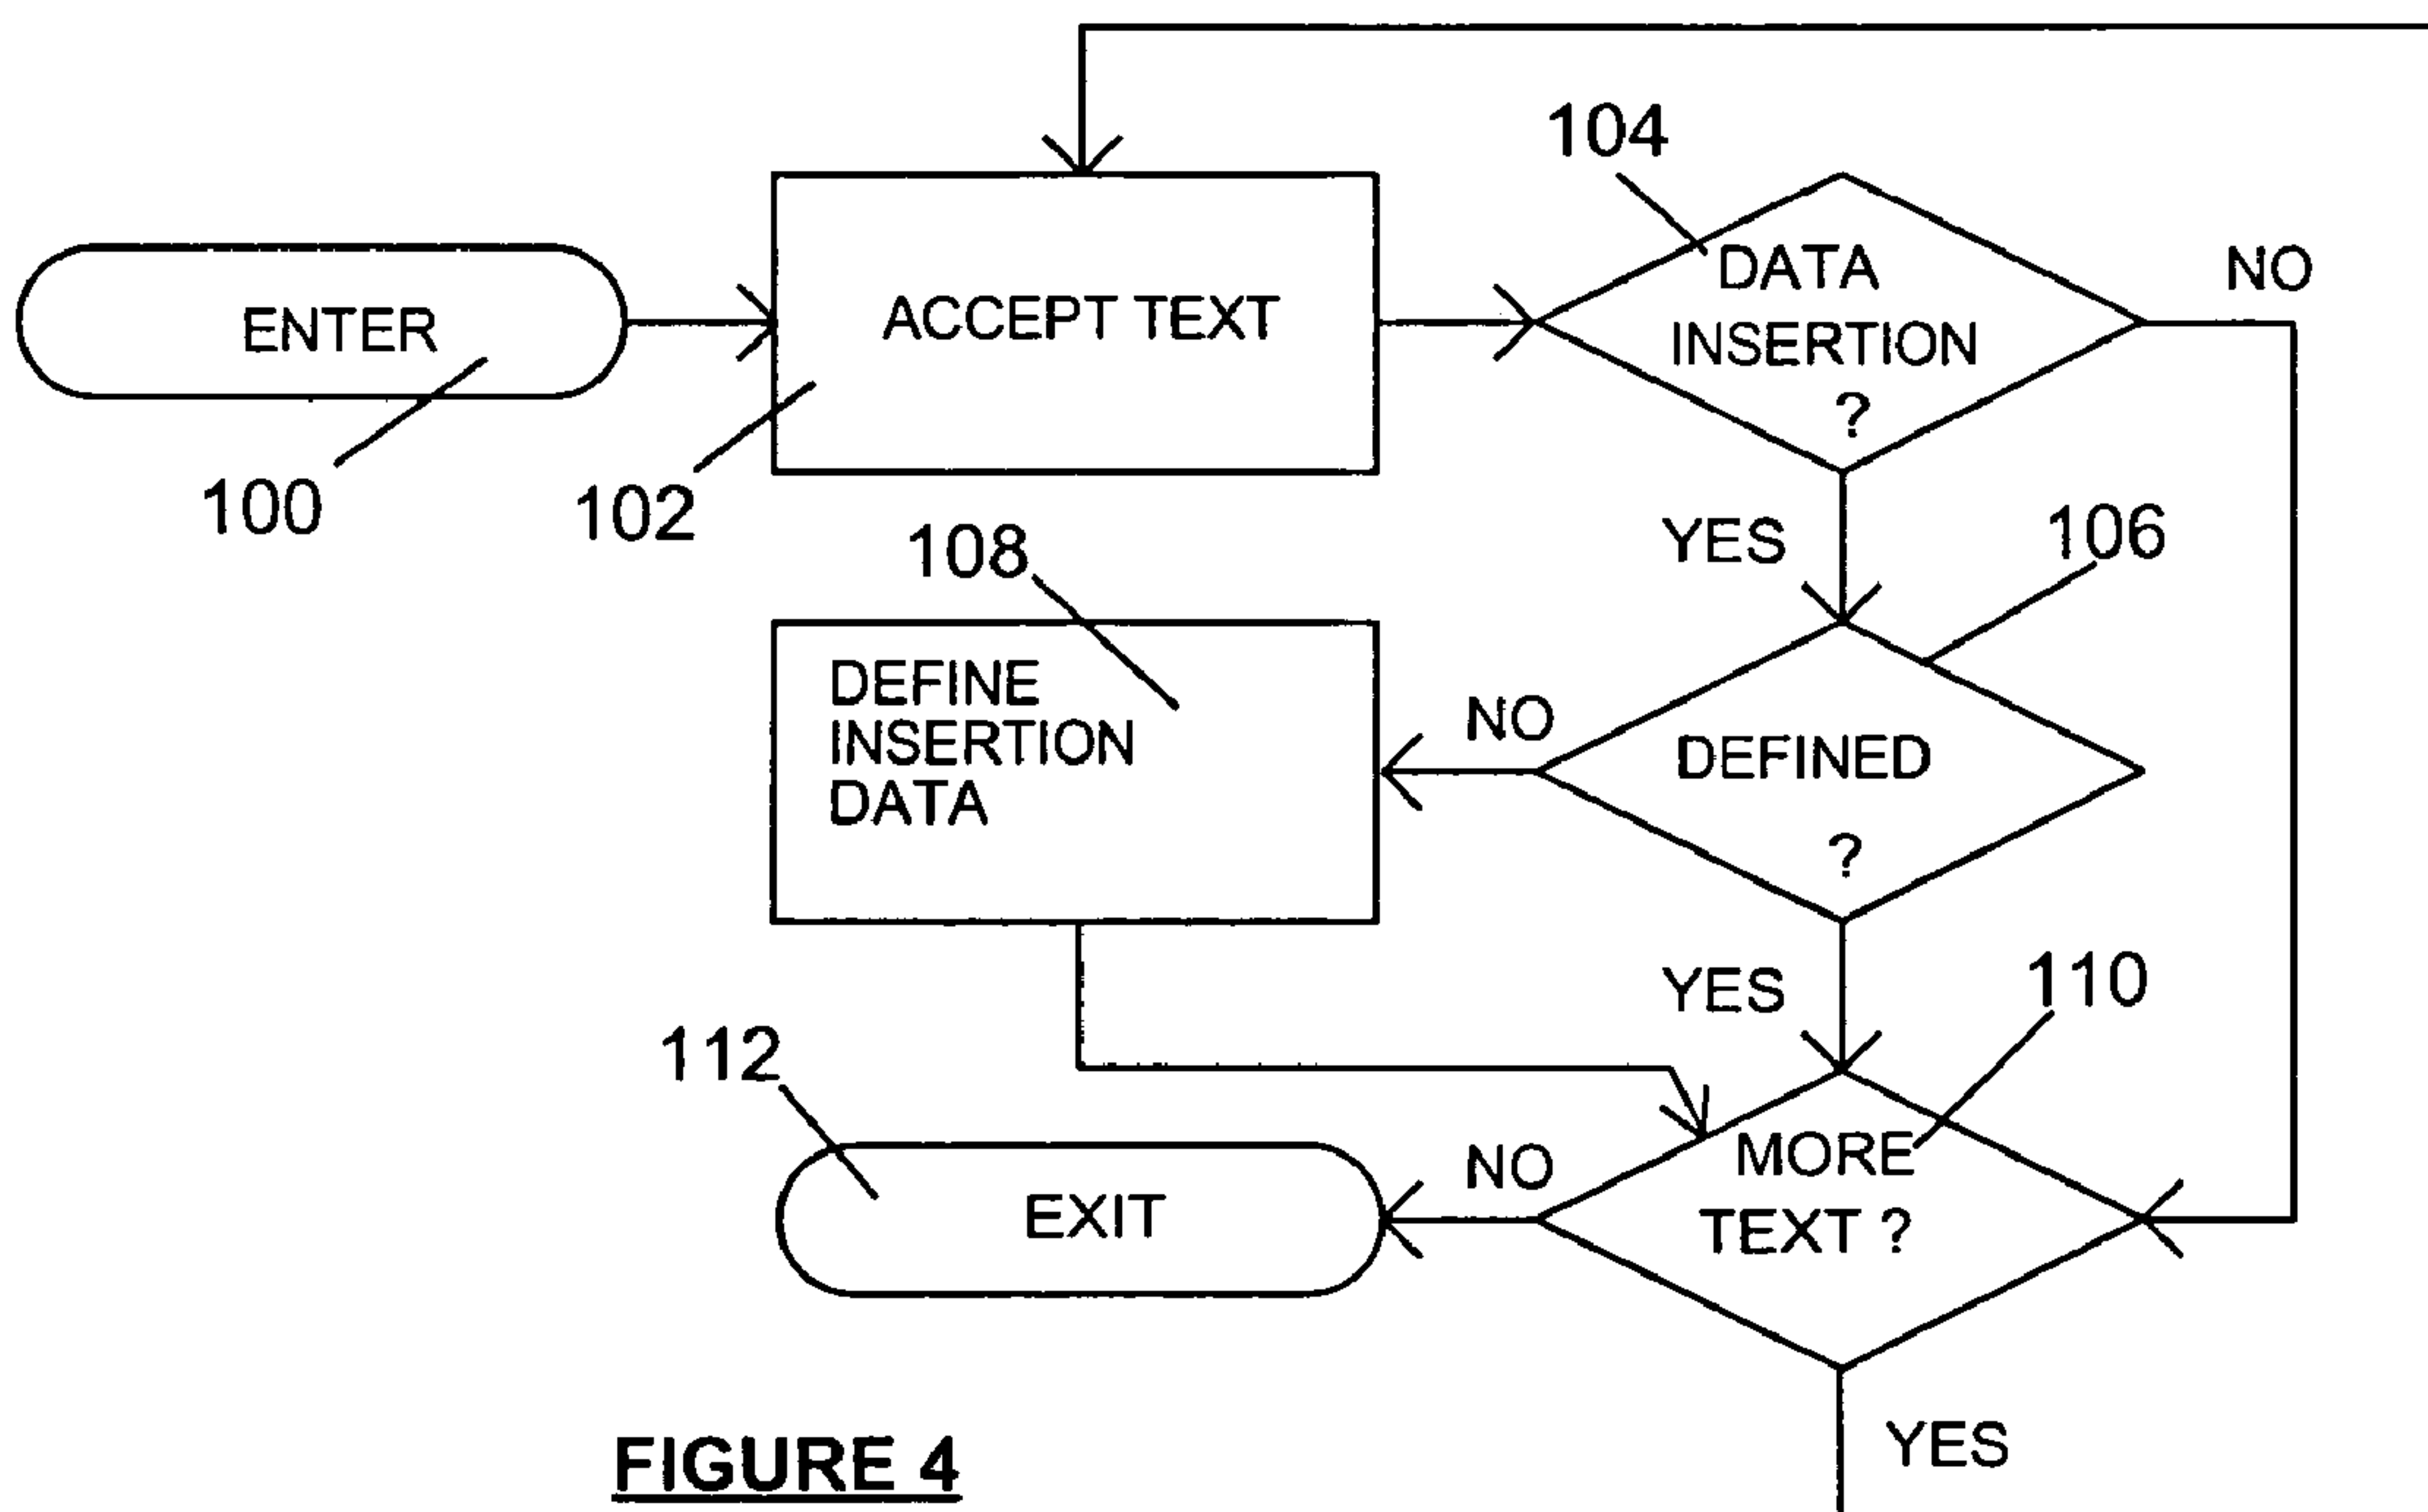 104
DATA
INSERTION
?
NO
ENTER
ACCEPT TEXT
100
102
YES
106
108
DEFINE
INSERTION
DATA
NO
DEFINED
?
YES
110
112
EXIT
NO
MORE
TEXT ?
YES
FIGURE 4